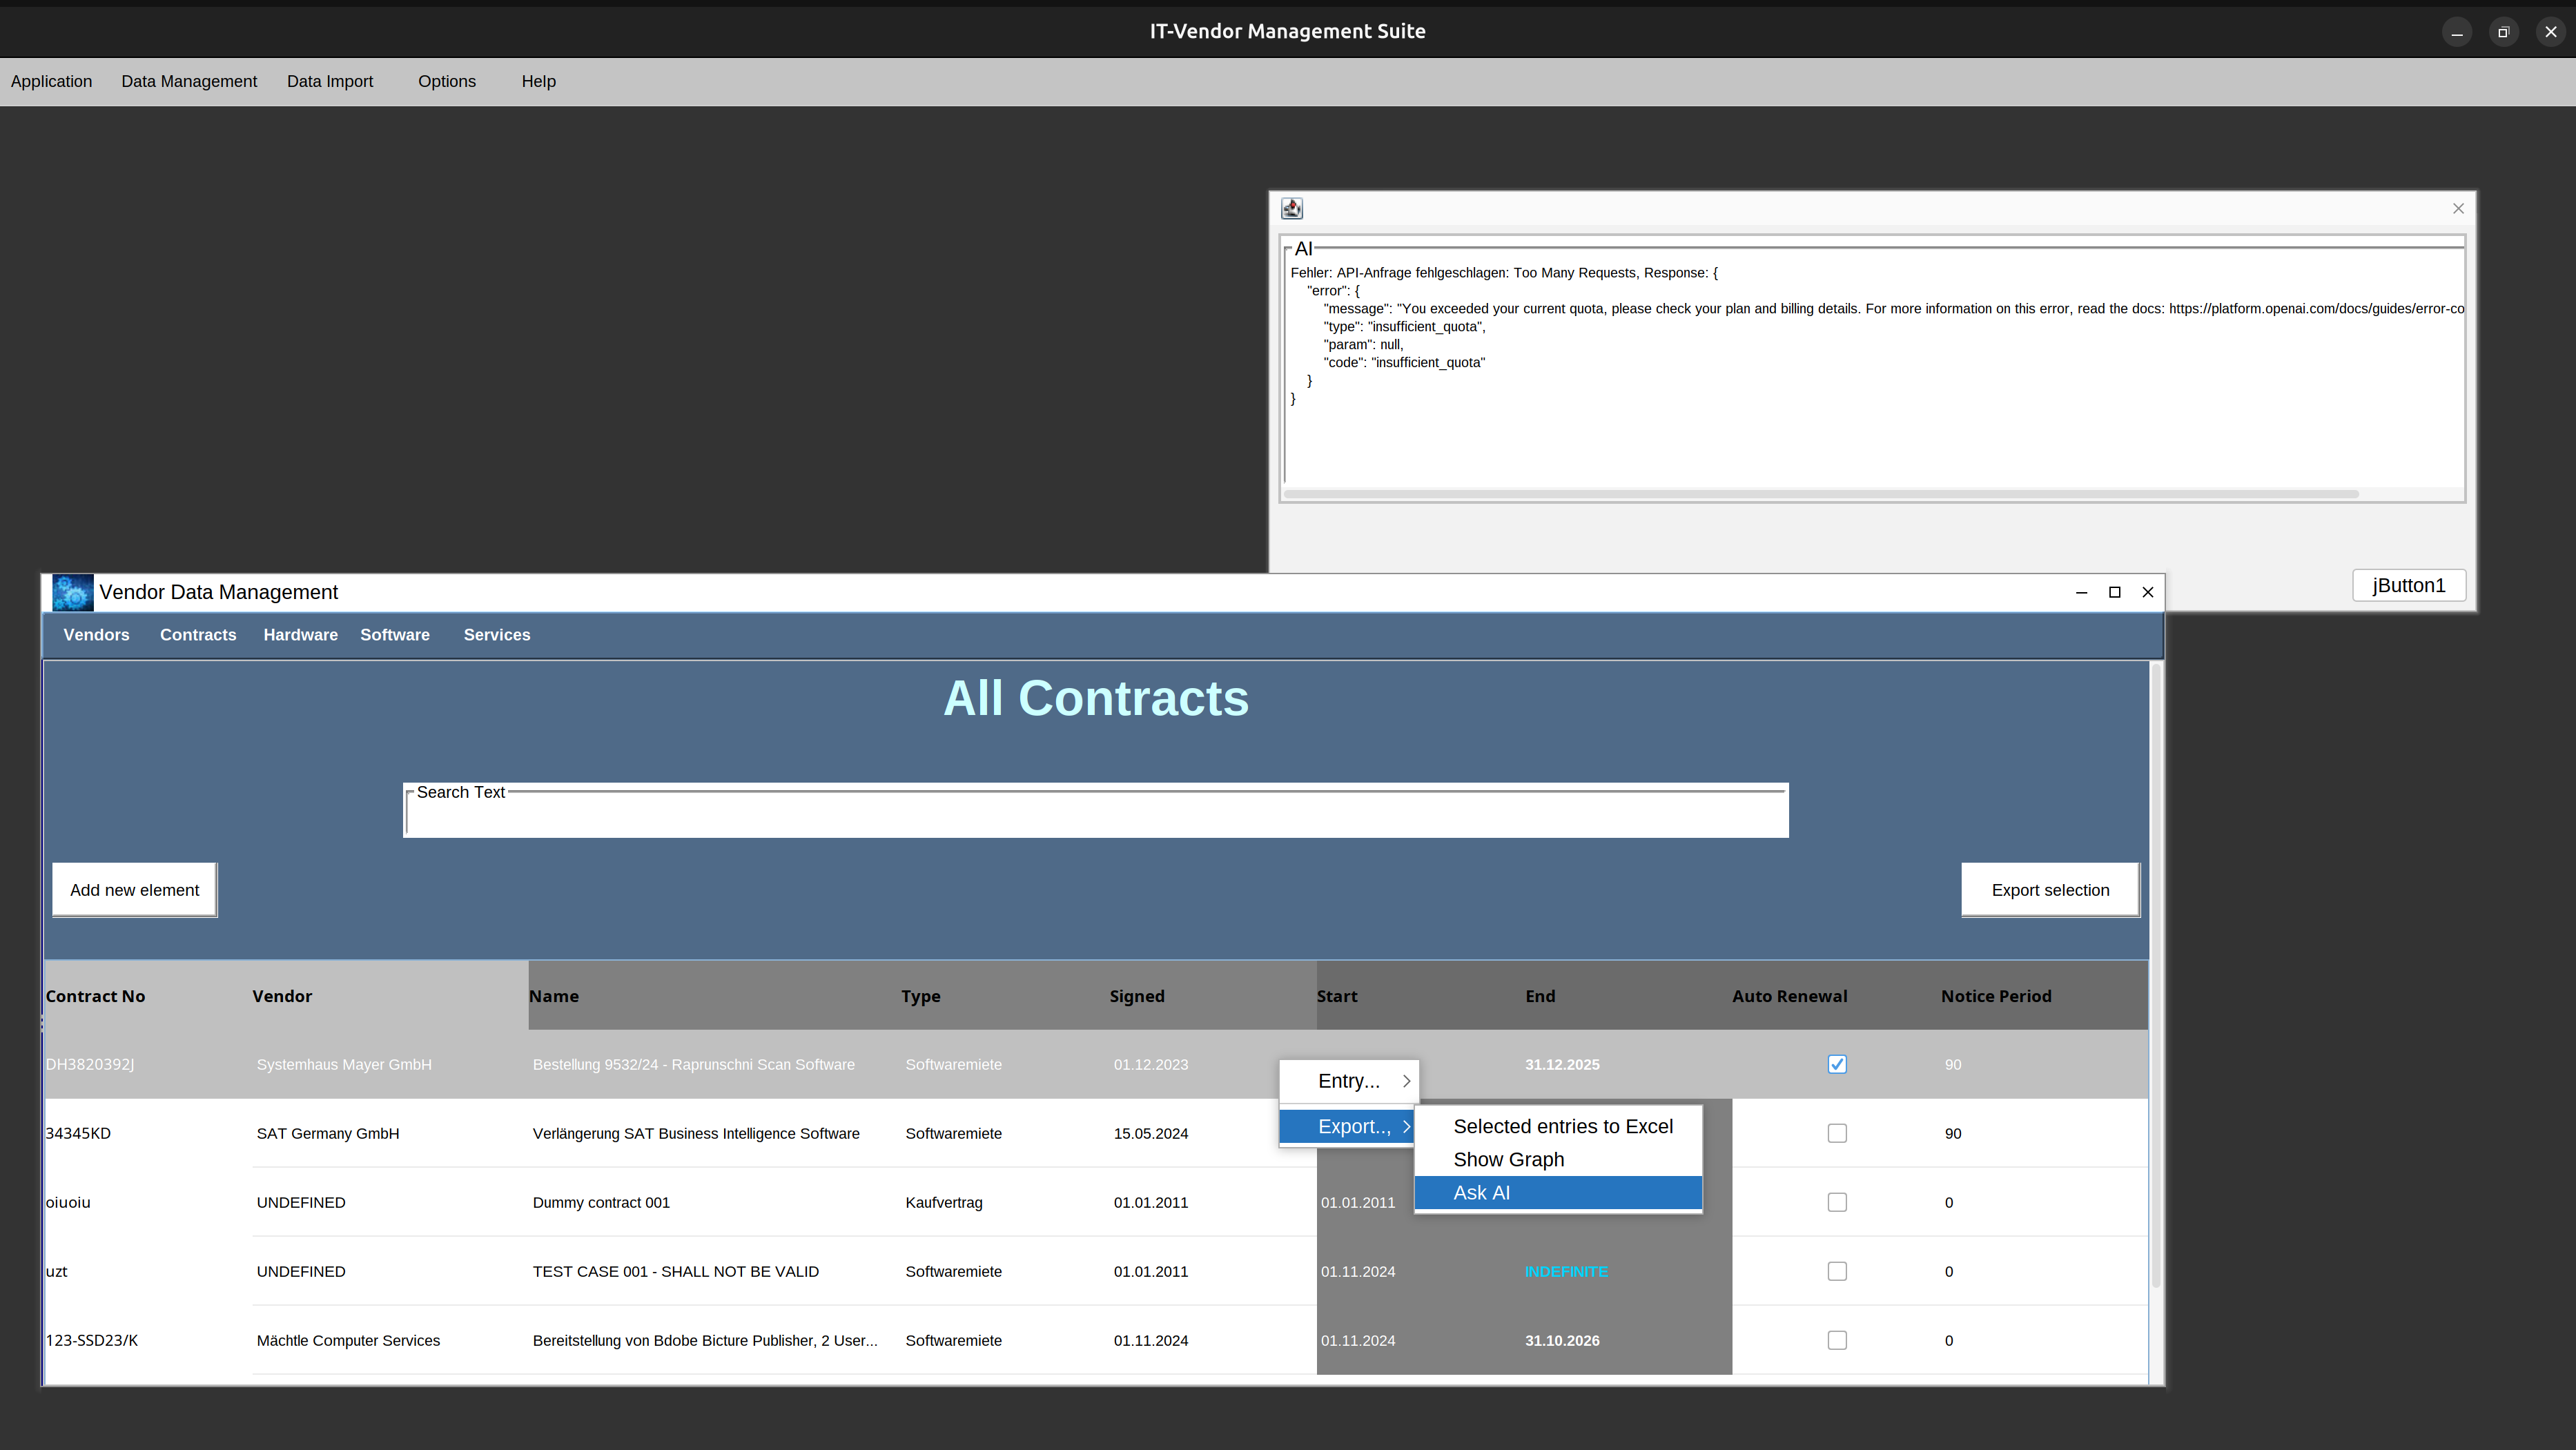 IT-Vendor Management Suite
Application Data Management Data Import Options Help
AI
Fehler: API-Anfrage fehlgeschlagen: Too Many Requests, Response: {
"error": {
"message": "You exceeded your current quota, please check your plan and billing details. For more information on this error, read the docs: https://platform.openai.com/docs/guides/error-co
"type": "insufficient_quota",
"param": null,
"code": "insufficient_quota"
}
}
jButton1
Vendor Data Management
Vendors Contracts Hardware Software Services
All Contracts
Search Text
Add new element Export selection
Contract No Vendor Name Type Signed Start End Auto Renewal Notice Period
DH3820392J Systemhaus Mayer GmbH Bestellung 9532/24 - Raprunschni Scan Software Softwaremiete 01.12.2023 31.12.2025 90
Entry...
Export..,
Selected entries to Excel
Show Graph
Ask AI
34345KD SAT Germany GmbH Verlängerung SAT Business Intelligence Software Softwaremiete 15.05.2024 90
oiuoiu UNDEFINED Dummy contract 001 Kaufvertrag 01.01.2011 01.01.2011 0
uzt UNDEFINED TEST CASE 001 - SHALL NOT BE VALID Softwaremiete 01.01.2011 01.11.2024 INDEFINITE 0
123-SSD23/K Mächtle Computer Services Bereitstellung von Bdobe Bicture Publisher, 2 User... Softwaremiete 01.11.2024 01.11.2024 31.10.2026 0